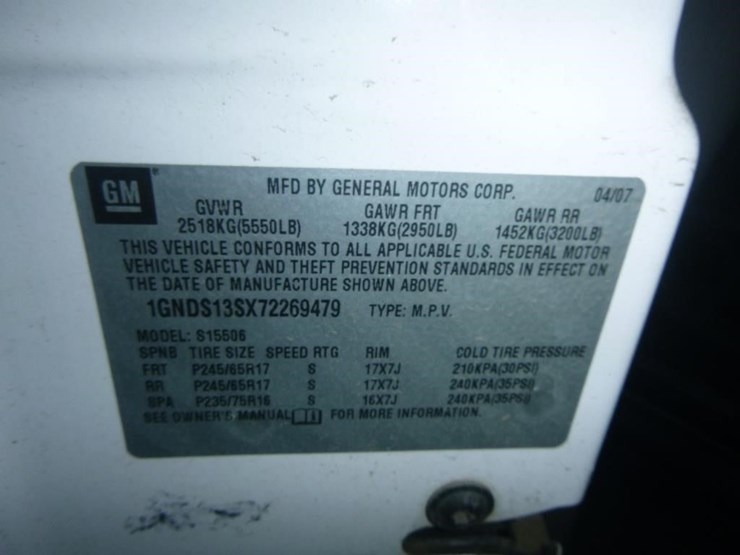 GM MFD BY GENERAL MOTORS CORP. 04/07
GVWR GAWR FRT GAWR RR
2518KG(5550LB) 1338KG(2950LB) 1452KG(3200LB)
THIS VEHICLE CONFORMS TO ALL APPLICABLE U.S. FEDERAL MOTOR
VEHICLE SAFETY AND THEFT PREVENTION STANDARDS IN EFFECT ON
THE DATE OF MANUFACTURE SHOWN ABOVE.
1GNDS13SX72269479 TYPE: M.P.V.
MODEL: S15506
SPNB TIRE SIZE SPEED RTG RIM COLD TIRE PRESSURE
FRT P245/65R17 S 17X7J 210KPA(30PSI)
RR P245/65R17 S 17X7J 240KPA(35PSI)
SPA P235/75R16 S 16X7J 240KPA(35PSI)
SEE OWNER'S MANUAL FOR MORE INFORMATION.